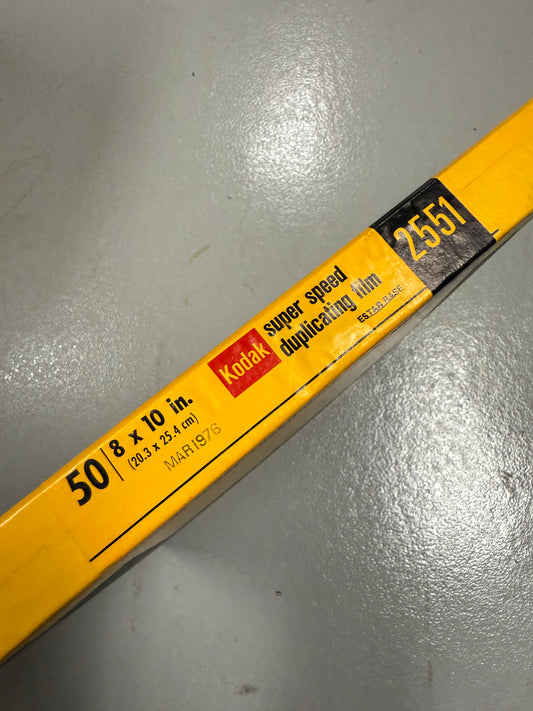 50
8 x 10 in.
(20.3 x 25.4 cm)
MAR1976
Kodak
super speed
duplicating film
ESTAR BASE
2551